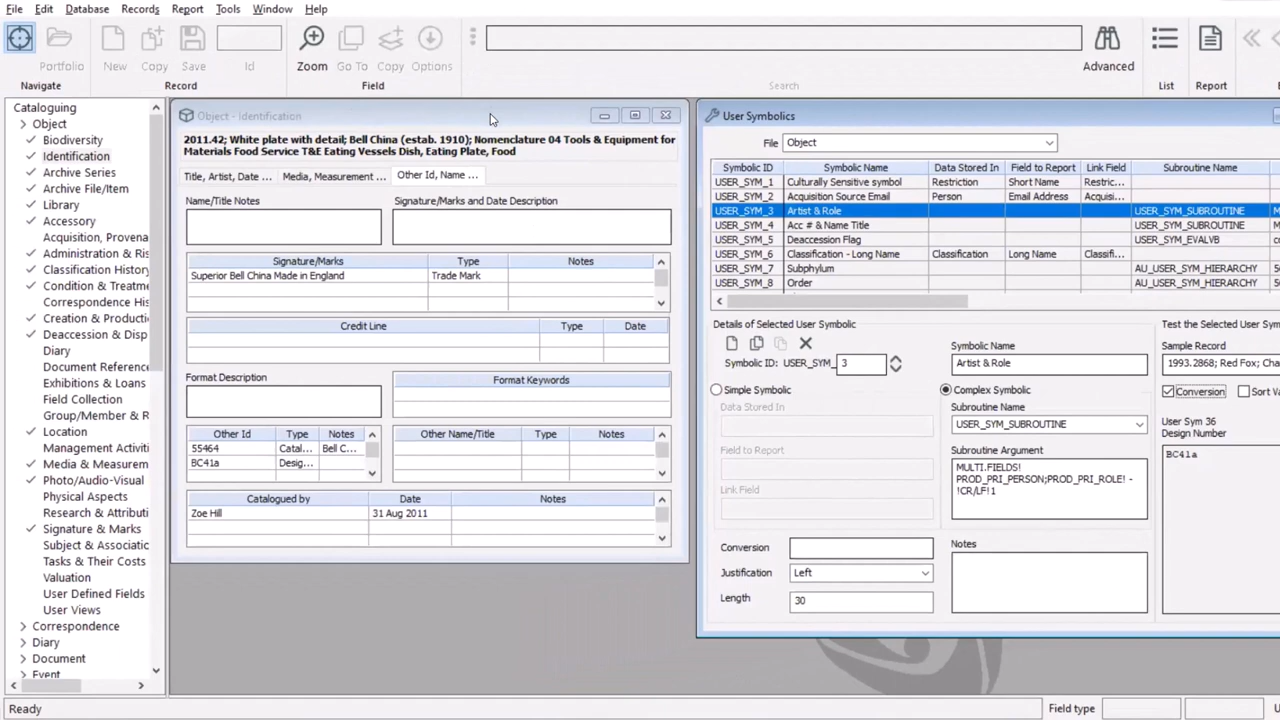 File Edit Database Records Report Tools Window Help
Portfolio New Copy Save Id Zoom Go To Copy Options Advanced List Report
Navigate Record Field Search
Cataloguing
Object
Biodiversity
Identification
Archive Series
Archive File/Item
Library
Accessory
Acquisition, Provena
Administration & Ris
Classification History
Condition & Treatme
Correspondence His
Creation & Producti
Deaccession & Disp
Diary
Document Reference
Exhibitions & Loans
Field Collection
Group/Member & R
Location
Management Activiti
Media & Measurem
Photo/Audio-Visual
Physical Aspects
Research & Attributi
Signature & Marks
Subject & Associatic
Tasks & Their Costs
Valuation
User Defined Fields
User Views
Correspondence
Diary
Document
Event
Object - Identification
2011.42; White plate with detail; Bell China (estab. 1910); Nomenclature 04 Tools & Equipment for
Materials Food Service T&E Eating Vessels Dish, Eating Plate, Food
Title, Artist, Date ... Media, Measurement ... Other Id, Name ...
Name/Title Notes Signature/Marks and Date Description
Signature/Marks Type Notes
Superior Bell China Made in England Trade Mark
Credit Line Type Date
Format Description Format Keywords
Other Id Type Notes Other Name/Title Type Notes
55464 Catal... Bell C...
BC41a Desig...
Catalogued by Date Notes
Zoe Hill 31 Aug 2011
User Symbolics
File Object
Symbolic ID Symbolic Name Data Stored In Field to Report Link Field Subroutine Name
USER_SYM_1 Culturally Sensitive symbol Restriction Short Name Restric...
USER_SYM_2 Acquisition Source Email Person Email Address Acquisi...
USER_SYM_3 Artist & Role USER_SYM_SUBROUTINE M
USER_SYM_4 Acc # & Name Title USER_SYM_SUBROUTINE M
USER_SYM_5 Deaccession Flag USER_SYM_EVALVB
USER_SYM_6 Classification - Long Name Classification Long Name Classifi...
USER_SYM_7 Subphylum AU_USER_SYM_HIERARCHY
USER_SYM_8 Order AU_USER_SYM_HIERARCHY
Details of Selected User Symbolic
Test the Selected User Sym
Symbolic Name
Sample Record
Symbolic ID: USER_SYM_ 3 Artist & Role 1993.2868; Red Fox; Cha
Simple Symbolic Complex Symbolic Conversion Sort Va
Data Stored In Subroutine Name
User Sym 36
USER_SYM_SUBROUTINE Design Number
Field to Report Subroutine Argument
BC41a
MULTI.FIELDS!
PROD_PRI_PERSON;PROD_PRI_ROLE! -
!CR/LF!1
Link Field
Conversion Notes
Justification Left
Length 30
Ready Field type